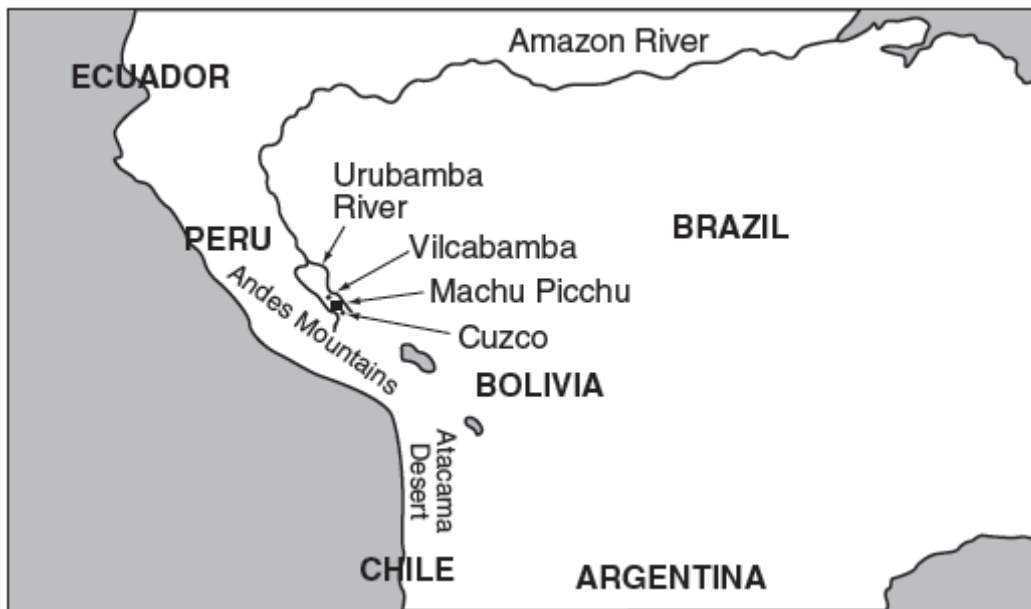 Amazon River
ECUADOR
Urubamba
River
BRAZIL
PERU
Vilcabamba
Machu Picchu
Andes Mountains
Cuzco
BOLIVIA
Atacama
Desert
CHILE
ARGENTINA